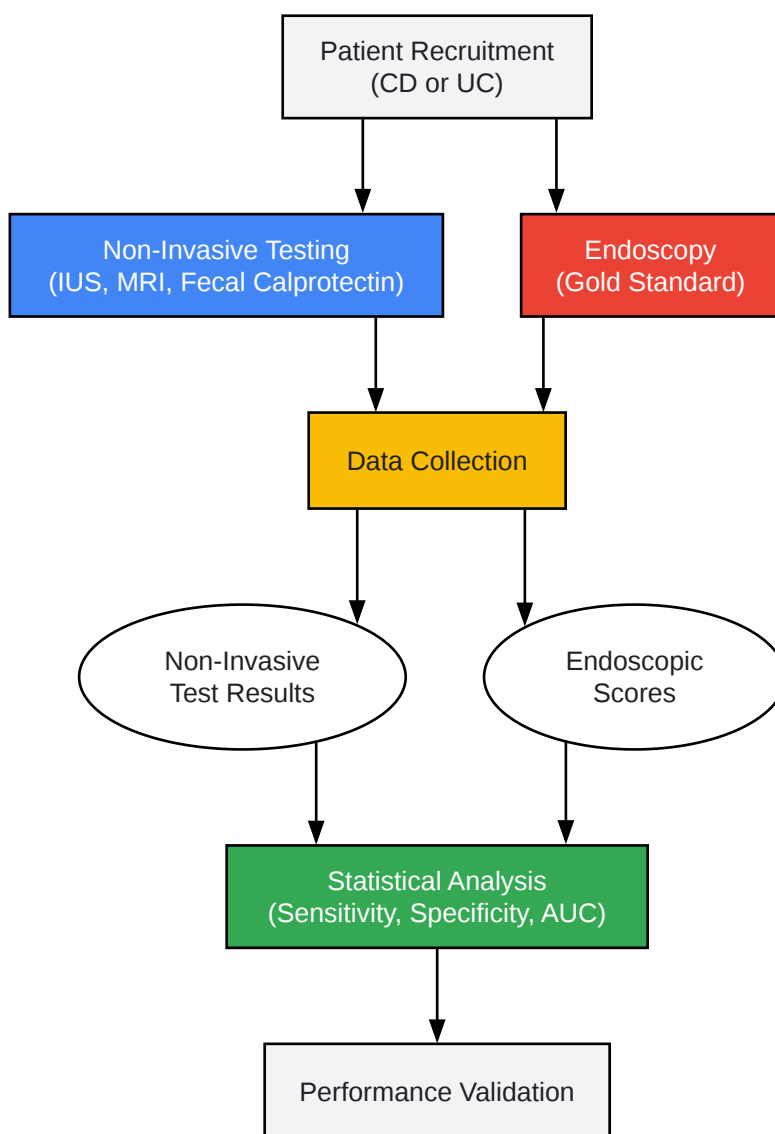 Patient Recruitment
(CD or UC)
Non-Invasive Testing
(IUS, MRI, Fecal Calprotectin)
Endoscopy
(Gold Standard)
Data Collection
Non-Invasive
Test Results
Endoscopic
Scores
Statistical Analysis
(Sensitivity, Specificity, AUC)
Performance Validation